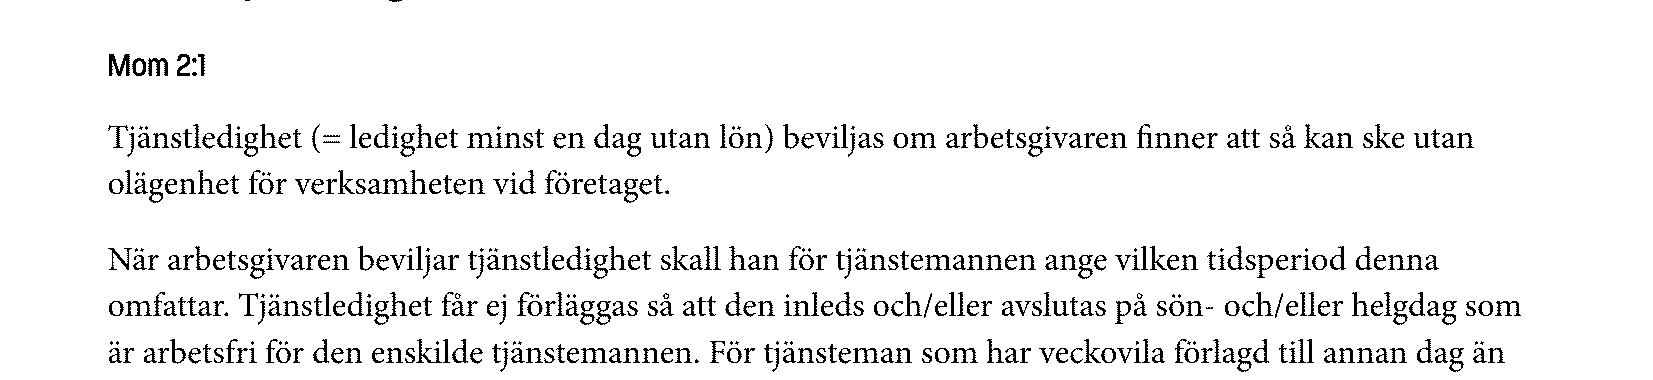 Mom 2:1
Tjänstledighet (= ledighet minst en dag utan lön) beviljas om arbetsgivaren finner att så kan ske utan
olägenhet för verksamheten vid företaget.
När arbetsgivaren beviljar tjänstledighet skall han för tjänstemannen ange vilken tidsperiod denna
omfattar. Tjänstledighet får ej förläggas så att den inleds och/eller avslutas på sön- och/eller helgdag som
är arbetsfri för den enskilde tjänstemannen. För tjänsteman som har veckovila förlagd till annan dag än